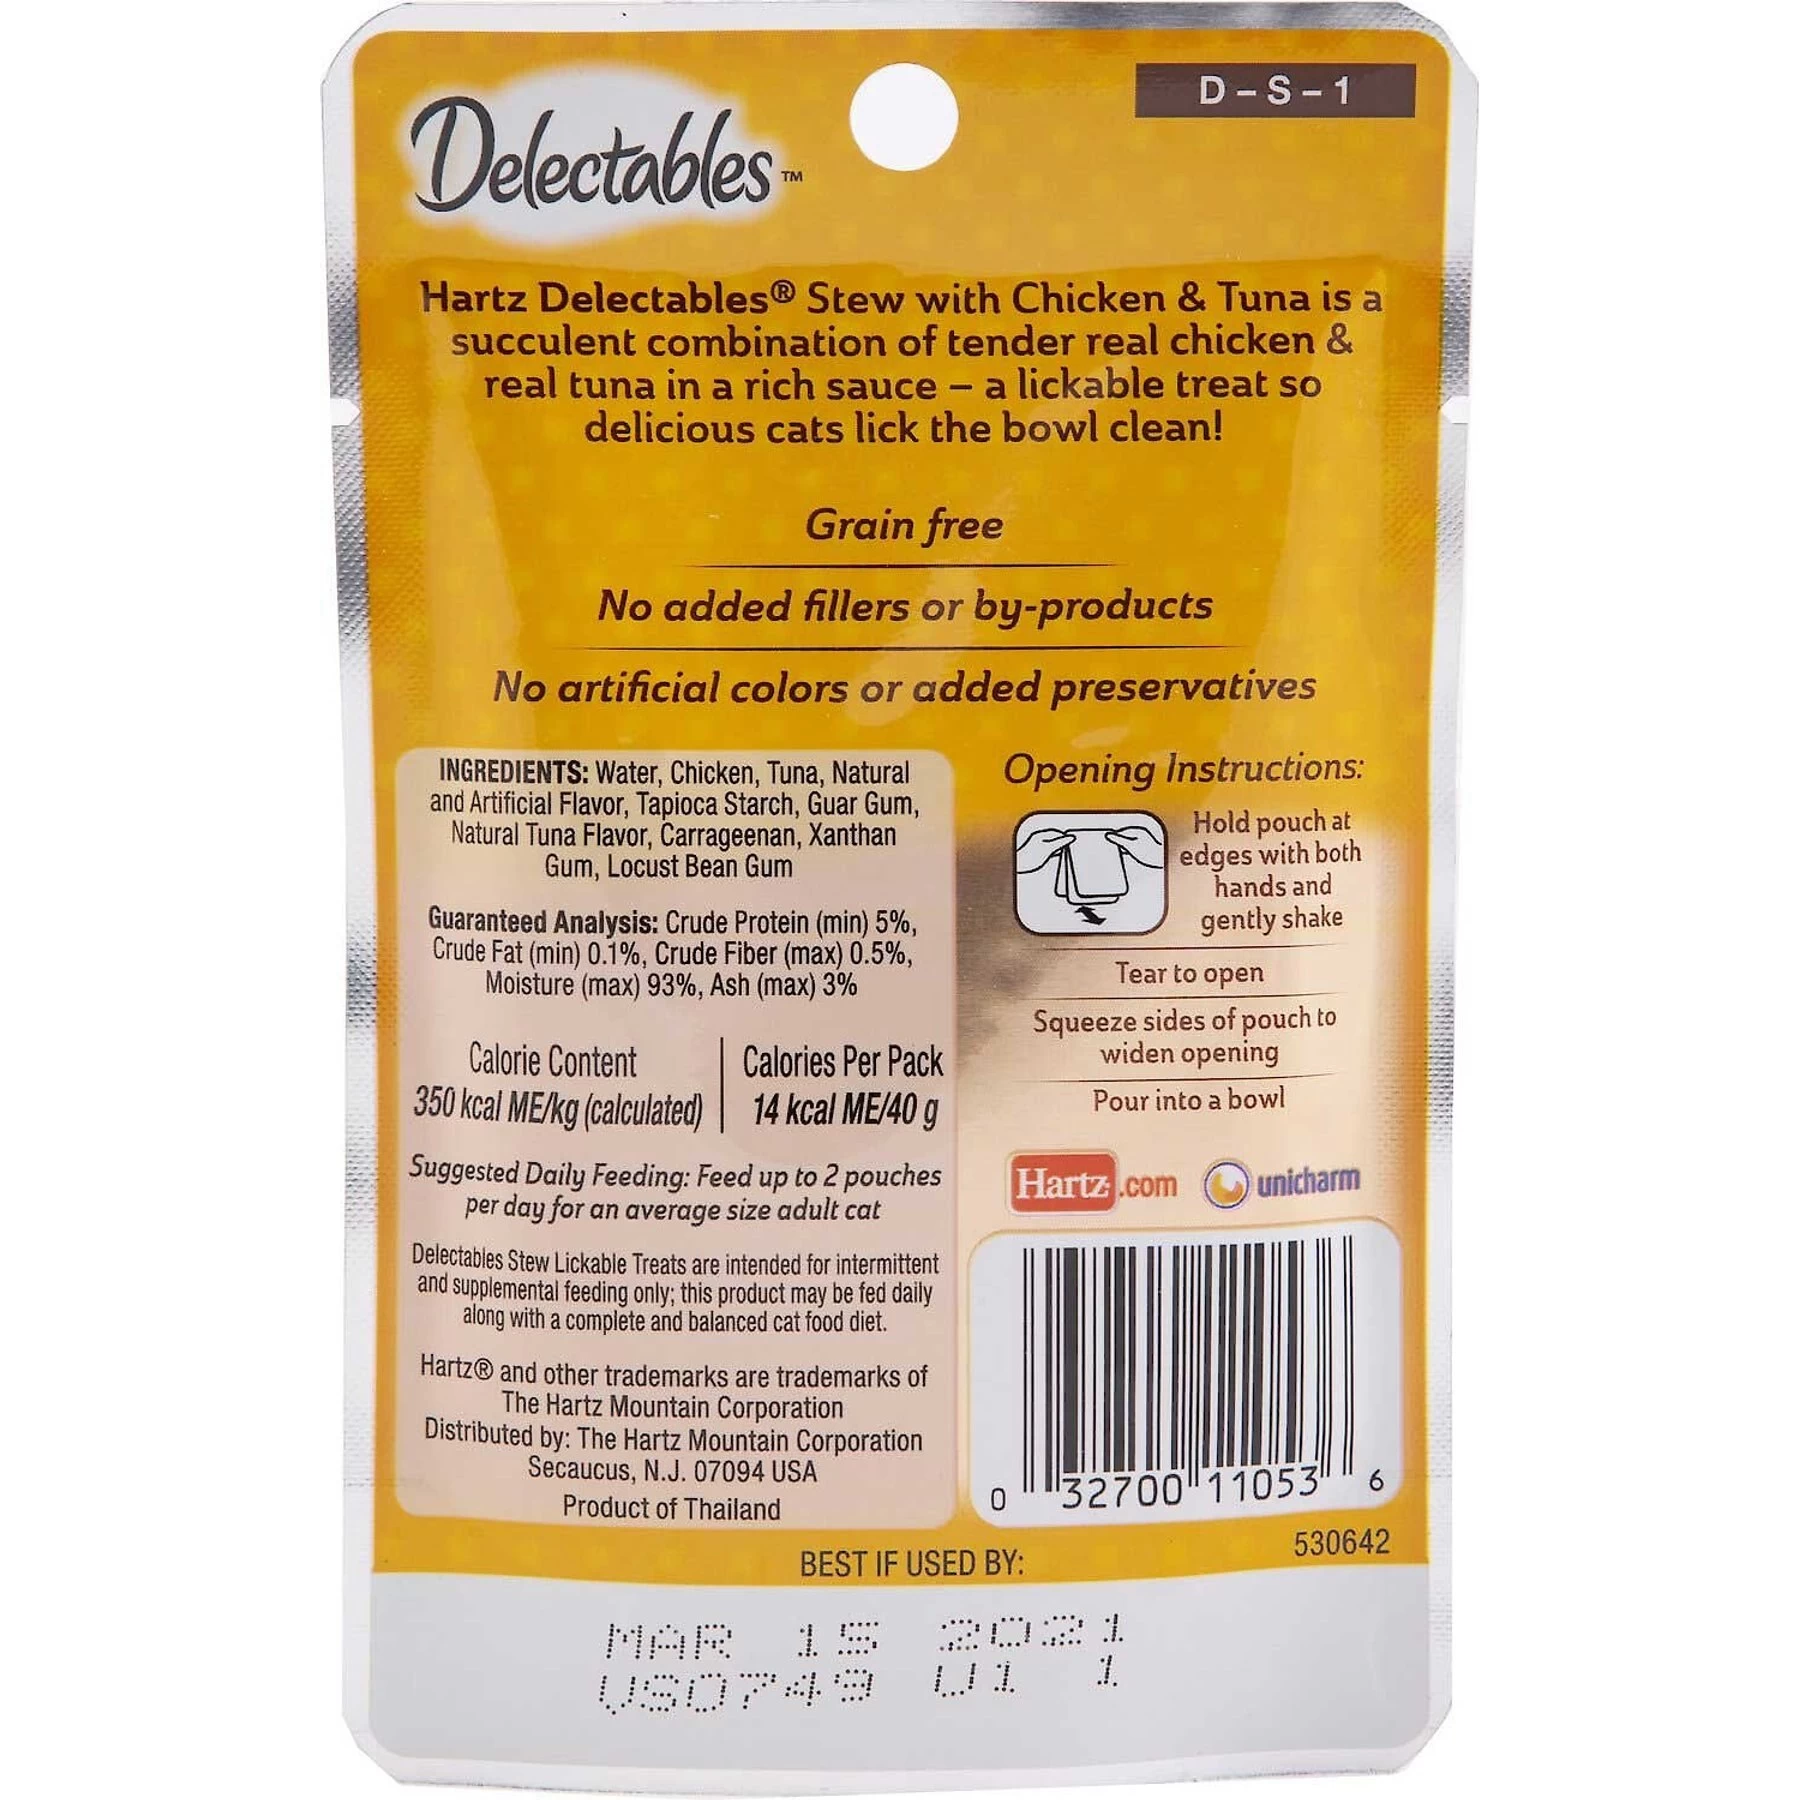 Delectables™
D-S-1
Hartz Delectables® Stew with Chicken & Tuna is a
succulent combination of tender real chicken &
real tuna in a rich sauce – a lickable treat so
delicious cats lick the bowl clean!
Grain free
No added fillers or by-products
No artificial colors or added preservatives
INGREDIENTS: Water, Chicken, Tuna, Natural
and Artificial Flavor, Tapioca Starch, Guar Gum,
Natural Tuna Flavor, Carrageenan, Xanthan
Gum, Locust Bean Gum
Guaranteed Analysis: Crude Protein (min) 5%,
Crude Fat (min) 0.1%, Crude Fiber (max) 0.5%,
Moisture (max) 93%, Ash (max) 3%
Calorie Content
350 kcal ME/kg (calculated)
Calories Per Pack
14 kcal ME/40 g
Suggested Daily Feeding: Feed up to 2 pouches
per day for an average size adult cat
Delectables Stew Lickable Treats are intended for intermittent
and supplemental feeding only; this product may be fed daily
along with a complete and balanced cat food diet.
Hartz® and other trademarks are trademarks of
The Hartz Mountain Corporation
Distributed by: The Hartz Mountain Corporation
Secaucus, N.J. 07094 USA
Product of Thailand
Opening Instructions:
Hold pouch at
edges with both
hands and
gently shake
Tear to open
Squeeze sides of pouch to
widen opening
Pour into a bowl
Hartz.com
unicharm
0 32700 11053 6
530642
BEST IF USED BY:
MAR 15 2021
US0749 U1 1